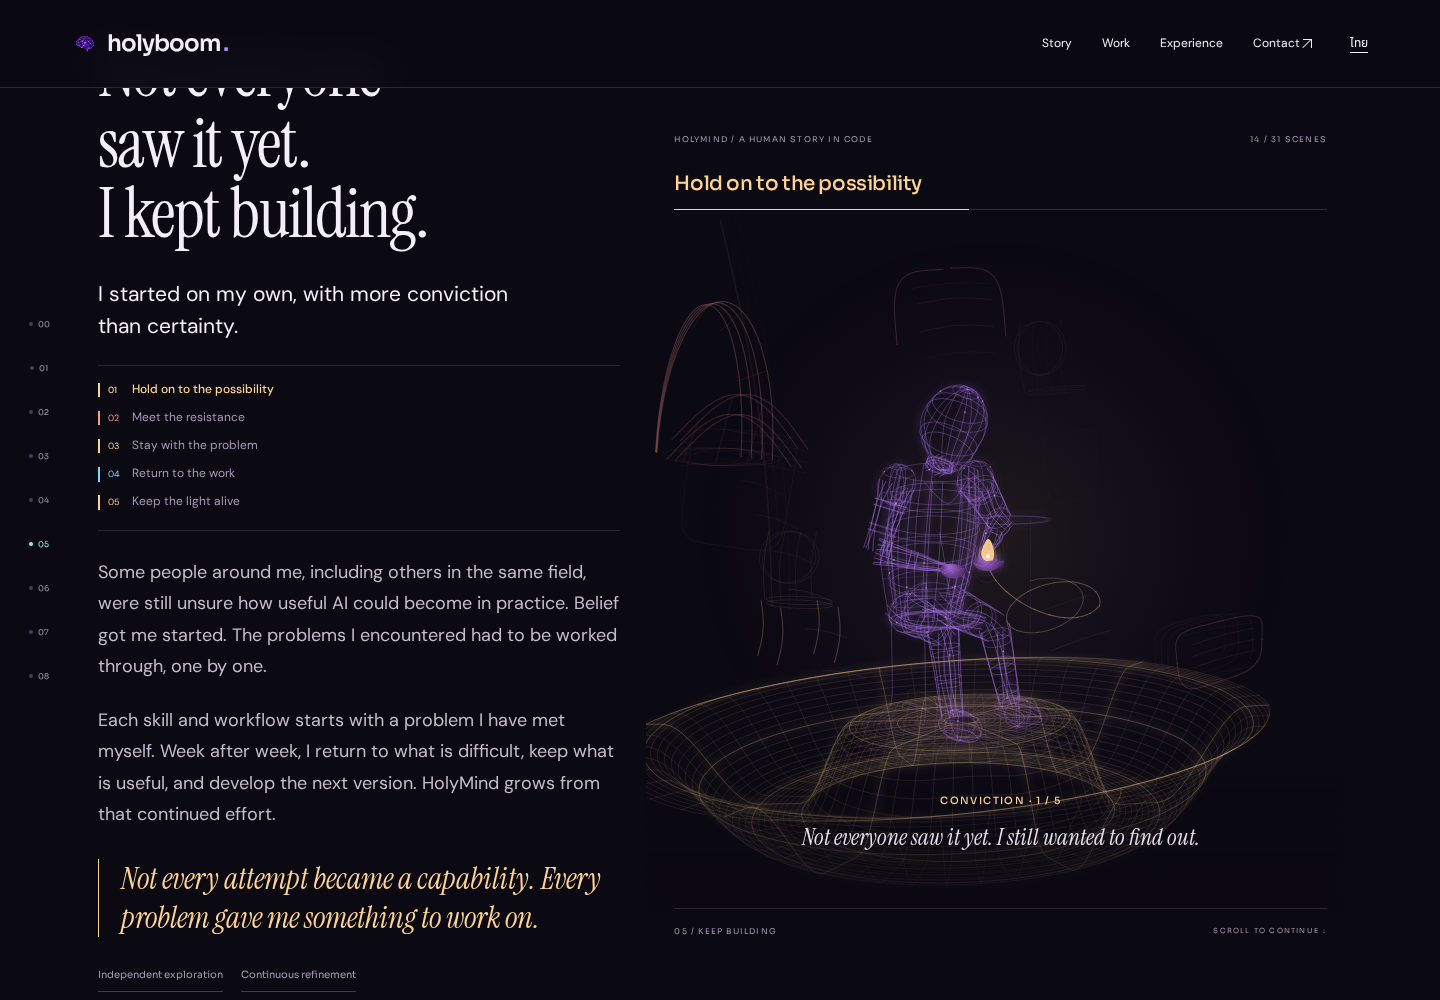 holyboom.
Story
Work
Experience
Contact
ไทย
Not everyone
saw it yet.
I kept building.
I started on my own, with more conviction
than certainty.
00
01
02
03
04
05
06
07
08
01 Hold on to the possibility
02 Meet the resistance
03 Stay with the problem
04 Return to the work
05 Keep the light alive
Some people around me, including others in the same field,
were still unsure how useful AI could become in practice. Belief
got me started. The problems I encountered had to be worked
through, one by one.
Each skill and workflow starts with a problem I have met
myself. Week after week, I return to what is difficult, keep what
is useful, and develop the next version. HolyMind grows from
that continued effort.
Not every attempt became a capability. Every
problem gave me something to work on.
Independent exploration
Continuous refinement
HOLYMIND / A HUMAN STORY IN CODE
14 / 31 SCENES
Hold on to the possibility
CONVICTION · 1 / 5
Not everyone saw it yet. I still wanted to find out.
05 / KEEP BUILDING
SCROLL TO CONTINUE ↓